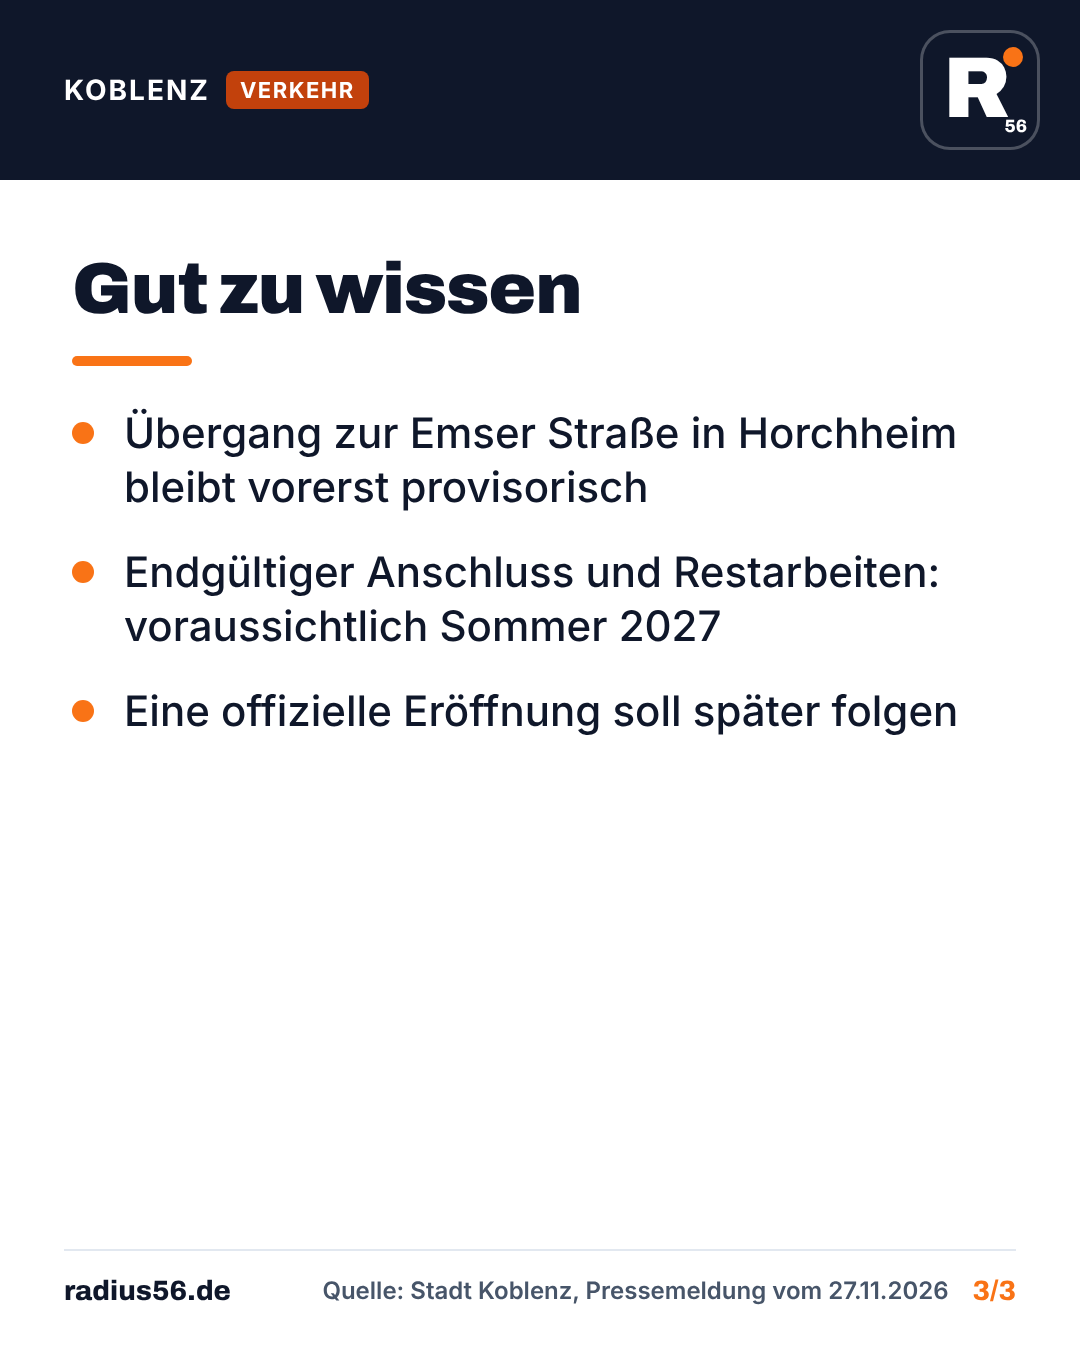 KOBLENZ VERKEHR
R
56
Gut zu wissen
Übergang zur Emser Straße in Horchheim
bleibt vorerst provisorisch
Endgültiger Anschluss und Restarbeiten:
voraussichtlich Sommer 2027
Eine offizielle Eröffnung soll später folgen
radius56.de Quelle: Stadt Koblenz, Pressemeldung vom 27.11.2026 3/3